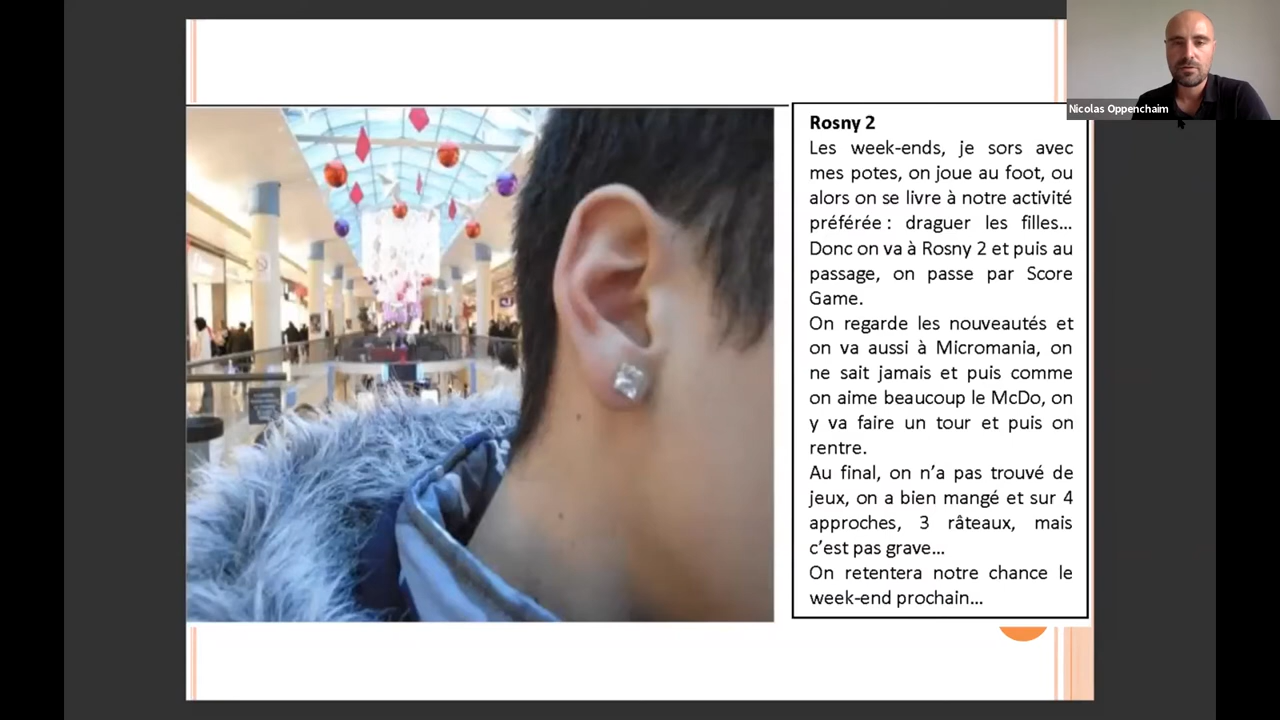 Nicolas Oppenchaim
Rosny 2
Les week-ends, je sors avec
mes potes, on joue au foot, ou
alors on se livre à notre activité
préférée : draguer les filles...
Donc on va à Rosny 2 et puis au
passage, on passe par Score
Game.
On regarde les nouveautés et
on va aussi à Micromania, on
ne sait jamais et puis comme
on aime beaucoup le McDo, on
y va faire un tour et puis on
rentre.
Au final, on n'a pas trouvé de
jeux, on a bien mangé et sur 4
approches, 3 râteaux, mais
c'est pas grave...
On retentera notre chance le
week-end prochain...